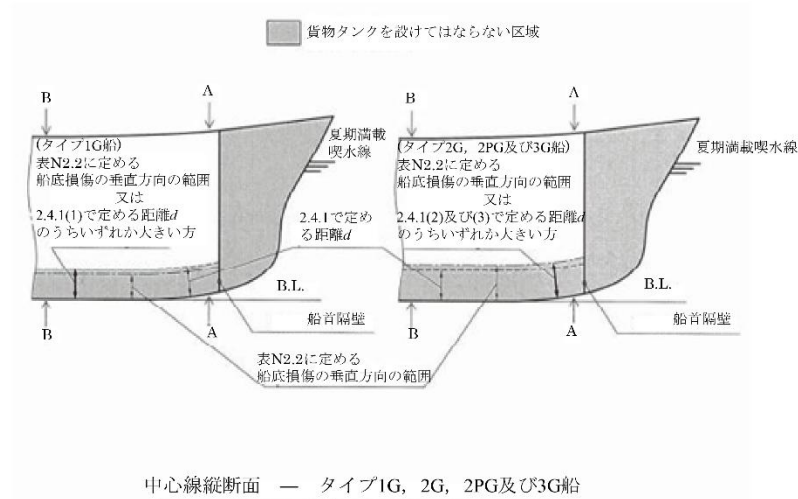 貨物タンクを設けてはならない区域
A
B
(タイプ1G船)
表N2.2に定める
船底損傷の垂直方向の範囲
又は
2.4.1(1)で定める距離d
のうちいずれか大きい方
夏期満載
喫水線
2.4.1で定め
る距離d
B.L.
船首隔壁
B
A
A
B
(タイプ2G, 2PG及び3G船)
表N2.2に定める
船底損傷の垂直方向の範囲
又は
2.4.1(2)及び(3)で定める距離d
のうちいずれか大きい方
夏期満載喫水線
B.L.
船首隔壁
B
A
表N2.2に定める
船底損傷の垂直方向の範囲
中心線縦断面 — タイプ1G, 2G, 2PG及び3G船